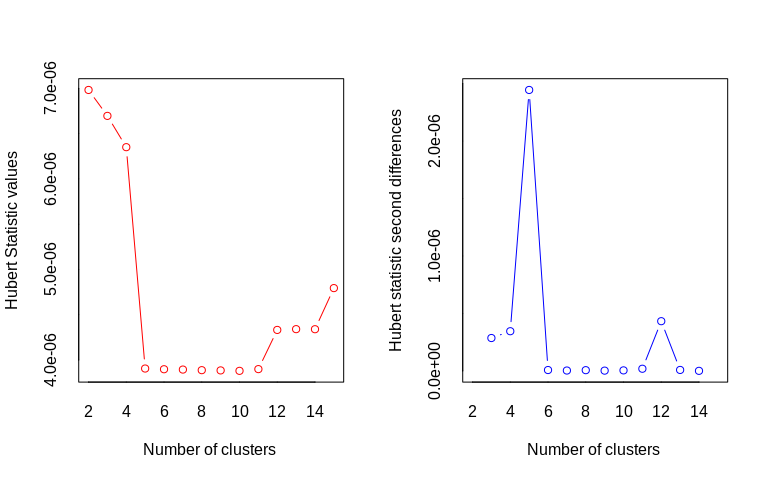 Hubert Statistic values
4.0e-06 5.0e-06 6.0e-06 7.0e-06
2 4 6 8 10 12 14
Number of clusters
Hubert statistic second differences
0.0e+00 1.0e-06 2.0e-06
2 4 6 8 10 12 14
Number of clusters